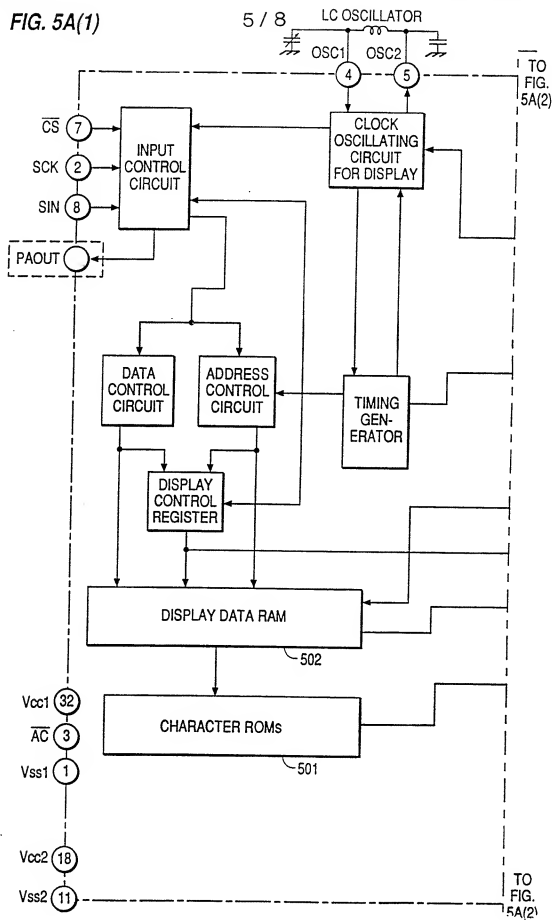 FIG. 5A(1)
5 / 8
LC OSCILLATOR
OSC1
OSC2
4
5
TO
FIG.
5A(2)
C̅S̅
7
SCK
2
SIN
8
PAOUT
INPUT
CONTROL
CIRCUIT
CLOCK
OSCILLATING
CIRCUIT
FOR DISPLAY
DATA
CONTROL
CIRCUIT
ADDRESS
CONTROL
CIRCUIT
TIMING
GEN-
ERATOR
DISPLAY
CONTROL
REGISTER
DISPLAY DATA RAM
502
CHARACTER ROMs
501
Vcc1
32
A̅C̅
3
Vss1
1
Vcc2
18
Vss2
11
TO
FIG.
5A(2)